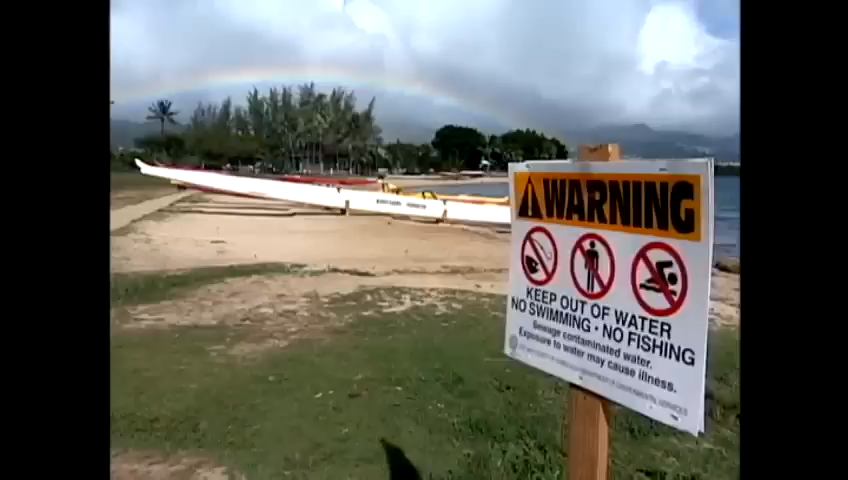 WARNING
KEEP OUT OF WATER
NO SWIMMING · NO FISHING
Sewage contaminated water.
Exposure to water may cause illness.